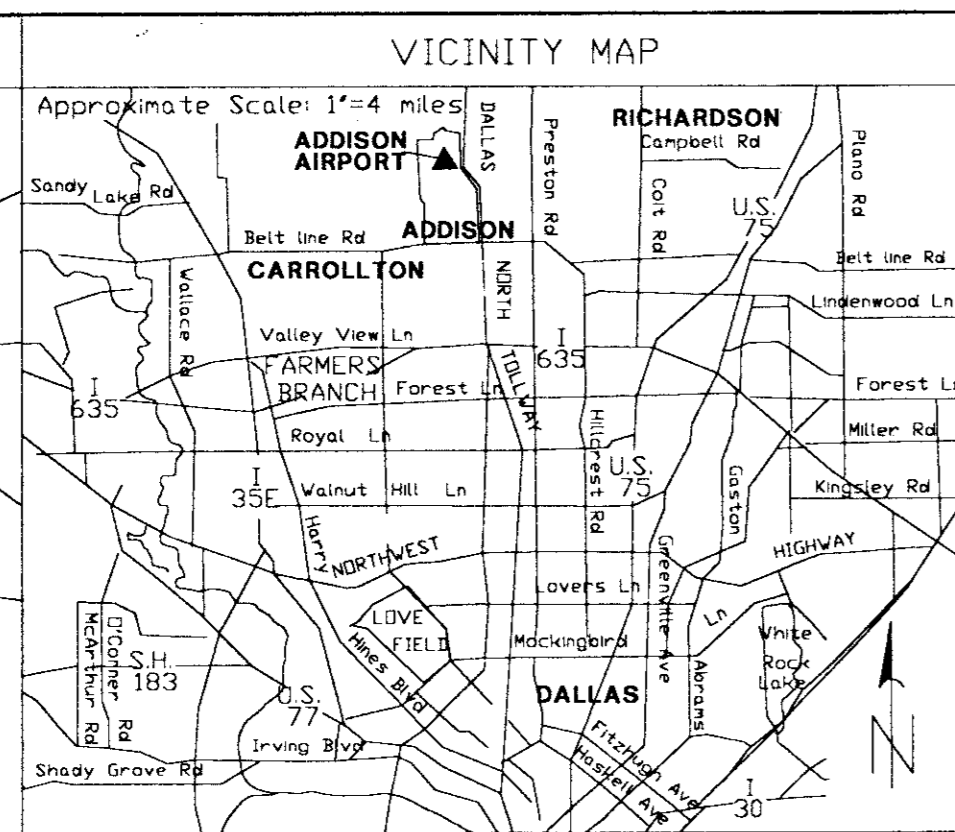 VICINITY MAP
Approximate Scale: 1"=4 miles
DALLAS
NORTH
TOLLWAY
Preston Rd
RICHARDSON
Campbell Rd
Plano Rd
ADDISON
AIRPORT
Sandy Lake Rd
Coit Rd
U.S.
75
Belt line Rd
ADDISON
CARROLLTON
Belt line Rd
Wallace Rd
Lindenwood Ln
Valley View Ln
I
635
FARMERS
BRANCH
Forest Ln
I
635
Forest Ln
Royal Ln
Hillcrest Rd
Miller Rd
I
35E
Walnut Hill Ln
U.S.
75
Gaston
Kingsley Rd
Harry Hines Blvd
NORTHWEST HIGHWAY
Greenville Ave
Lovers Ln
LOVE
FIELD
Mockingbird Ln
White
Rock
Lake
McArthur Rd
O'Conner Rd
S.H.
183
U.S.
77
Abrams
DALLAS
Irving Blvd
Shady Grove Rd
Fitzhugh Ave
Haskell Ave
I
30
N